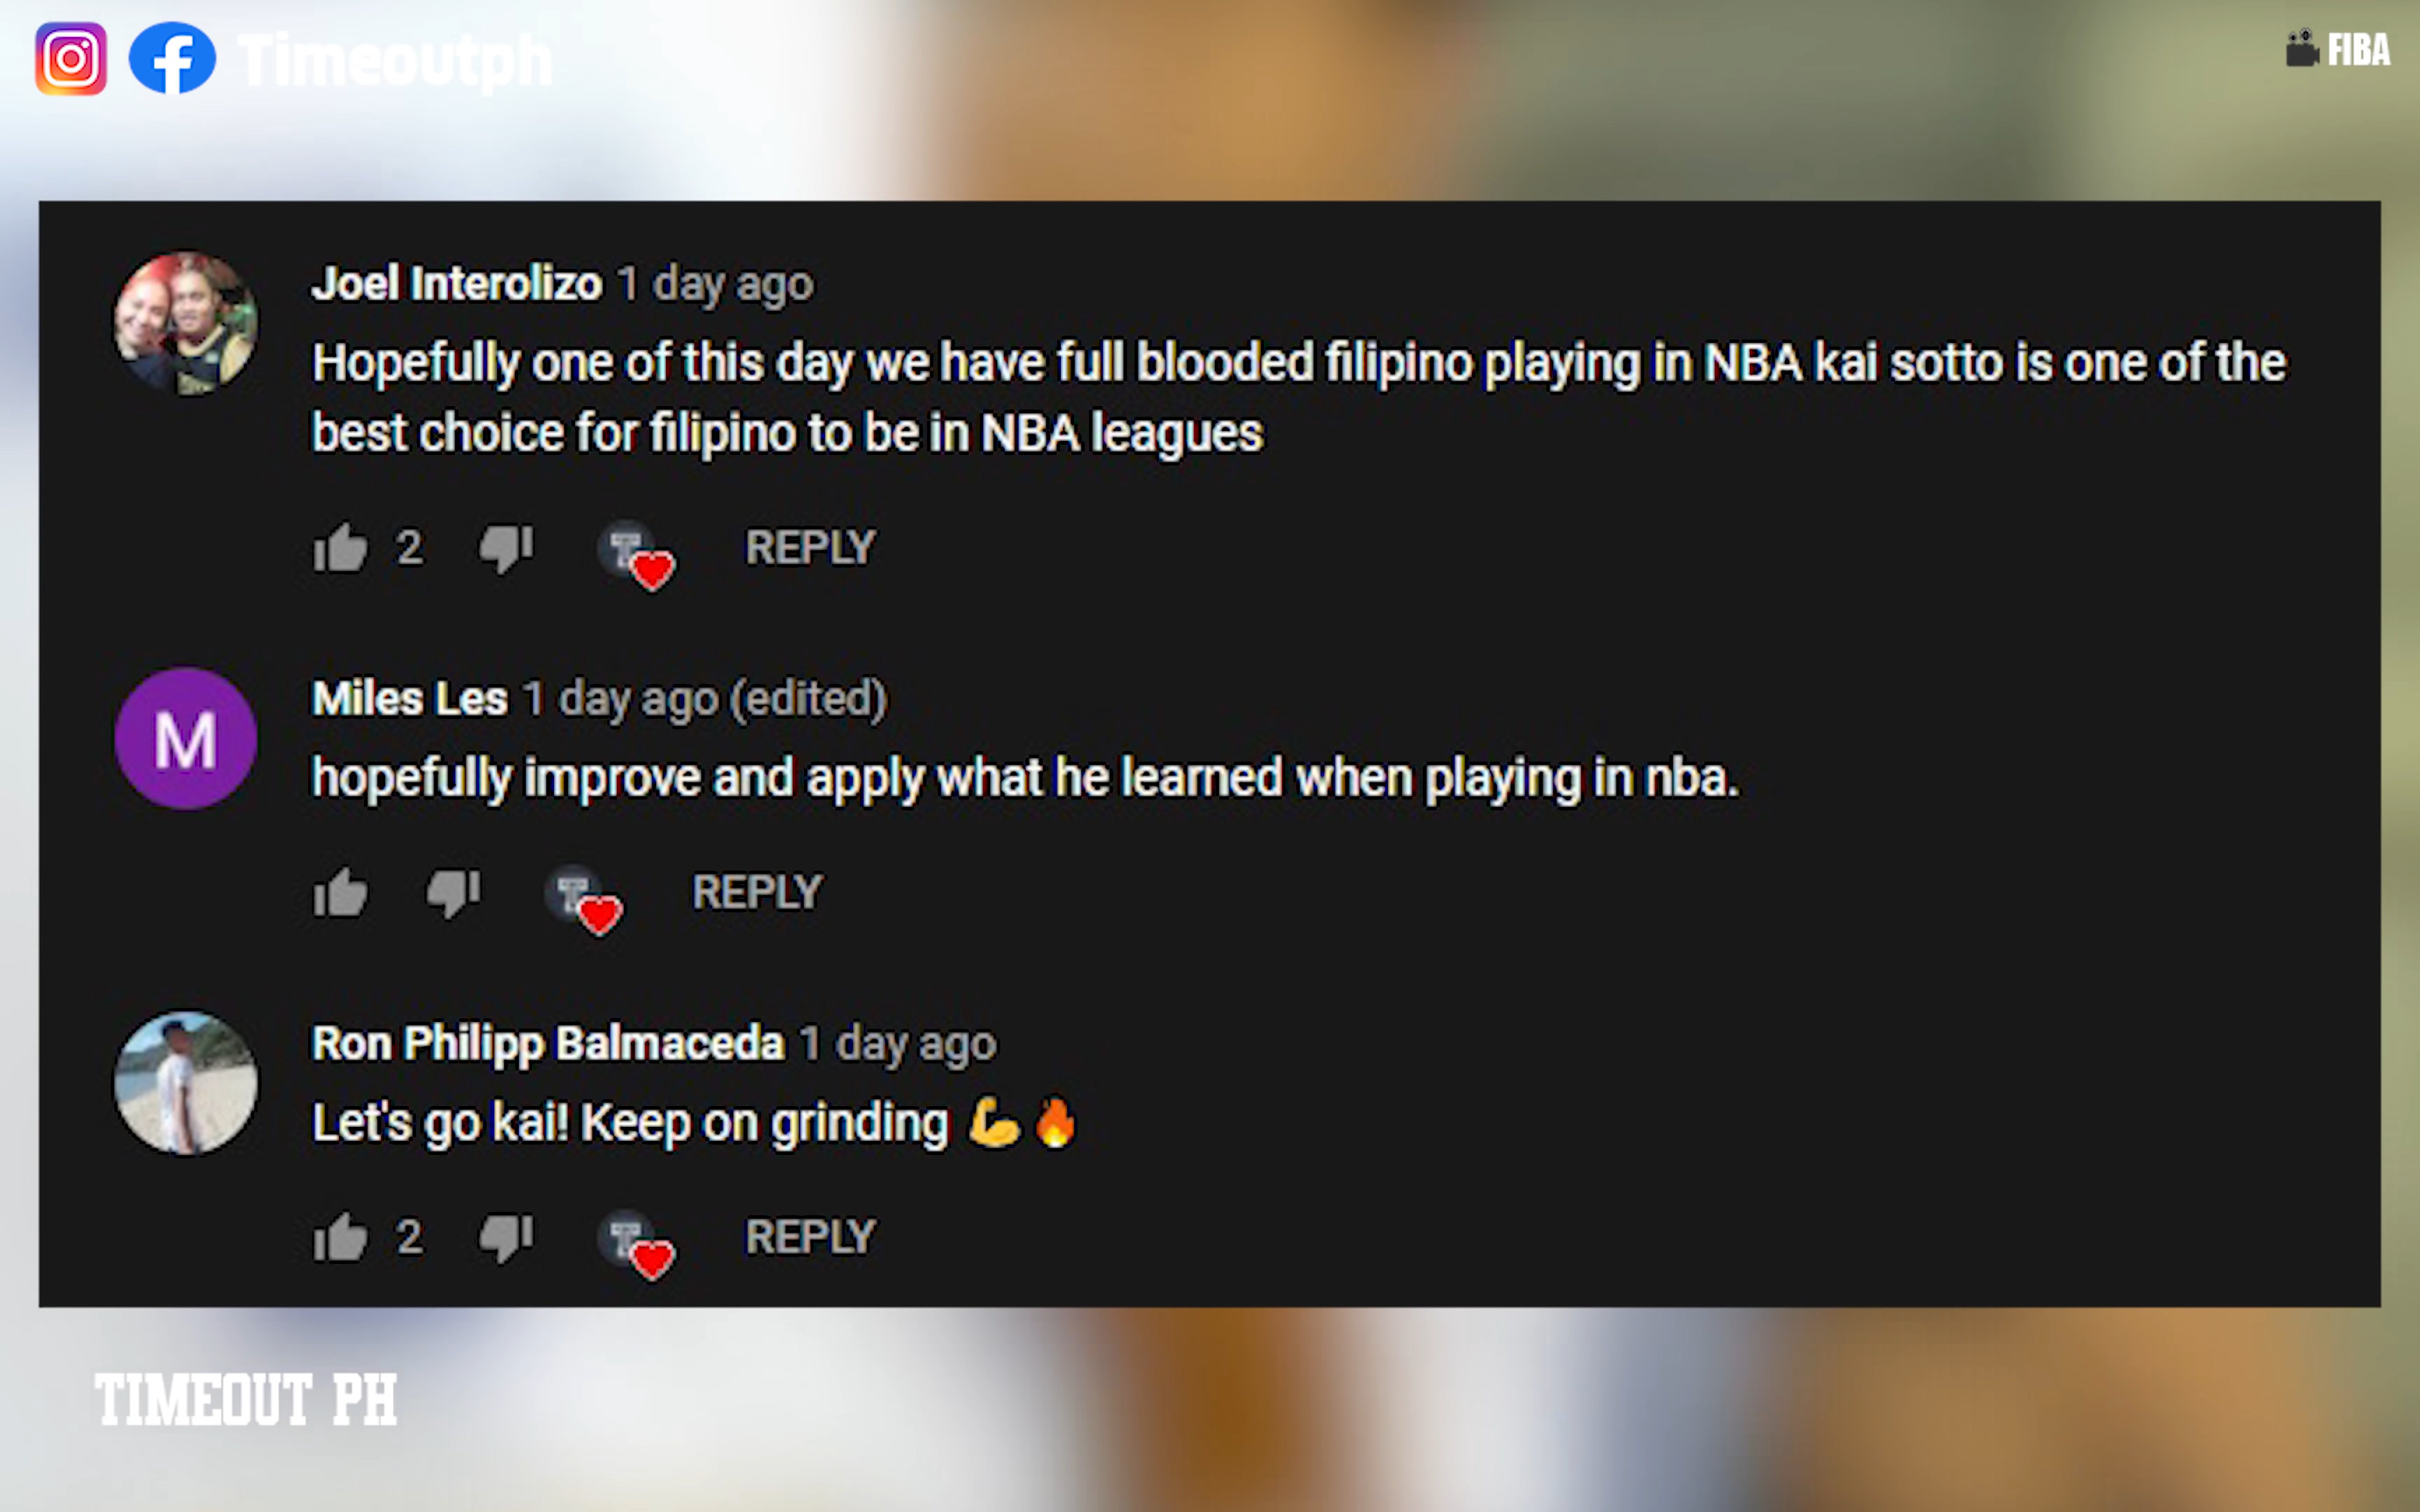 Timeoutph
FIBA
Joel Interolizo 1 day ago
Hopefully one of this day we have full blooded filipino playing in NBA kai sotto is one of the
best choice for filipino to be in NBA leagues
2 REPLY
M
Miles Les 1 day ago (edited)
hopefully improve and apply what he learned when playing in nba.
REPLY
Ron Philipp Balmaceda 1 day ago
Let's go kai! Keep on grinding 💪🔥
2 REPLY
TIMEOUT PH